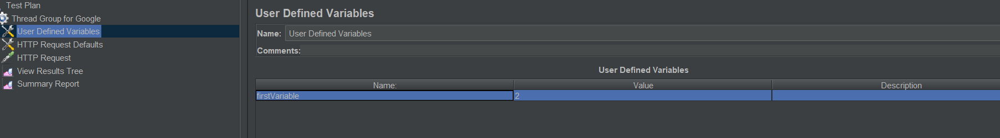 Test Plan
Thread Group for Google
User Defined Variables
HTTP Request Defaults
HTTP Request
View Results Tree
Summary Report
User Defined Variables
Name: User Defined Variables
Comments:
User Defined Variables
Name: Value Description
firstVariable 2